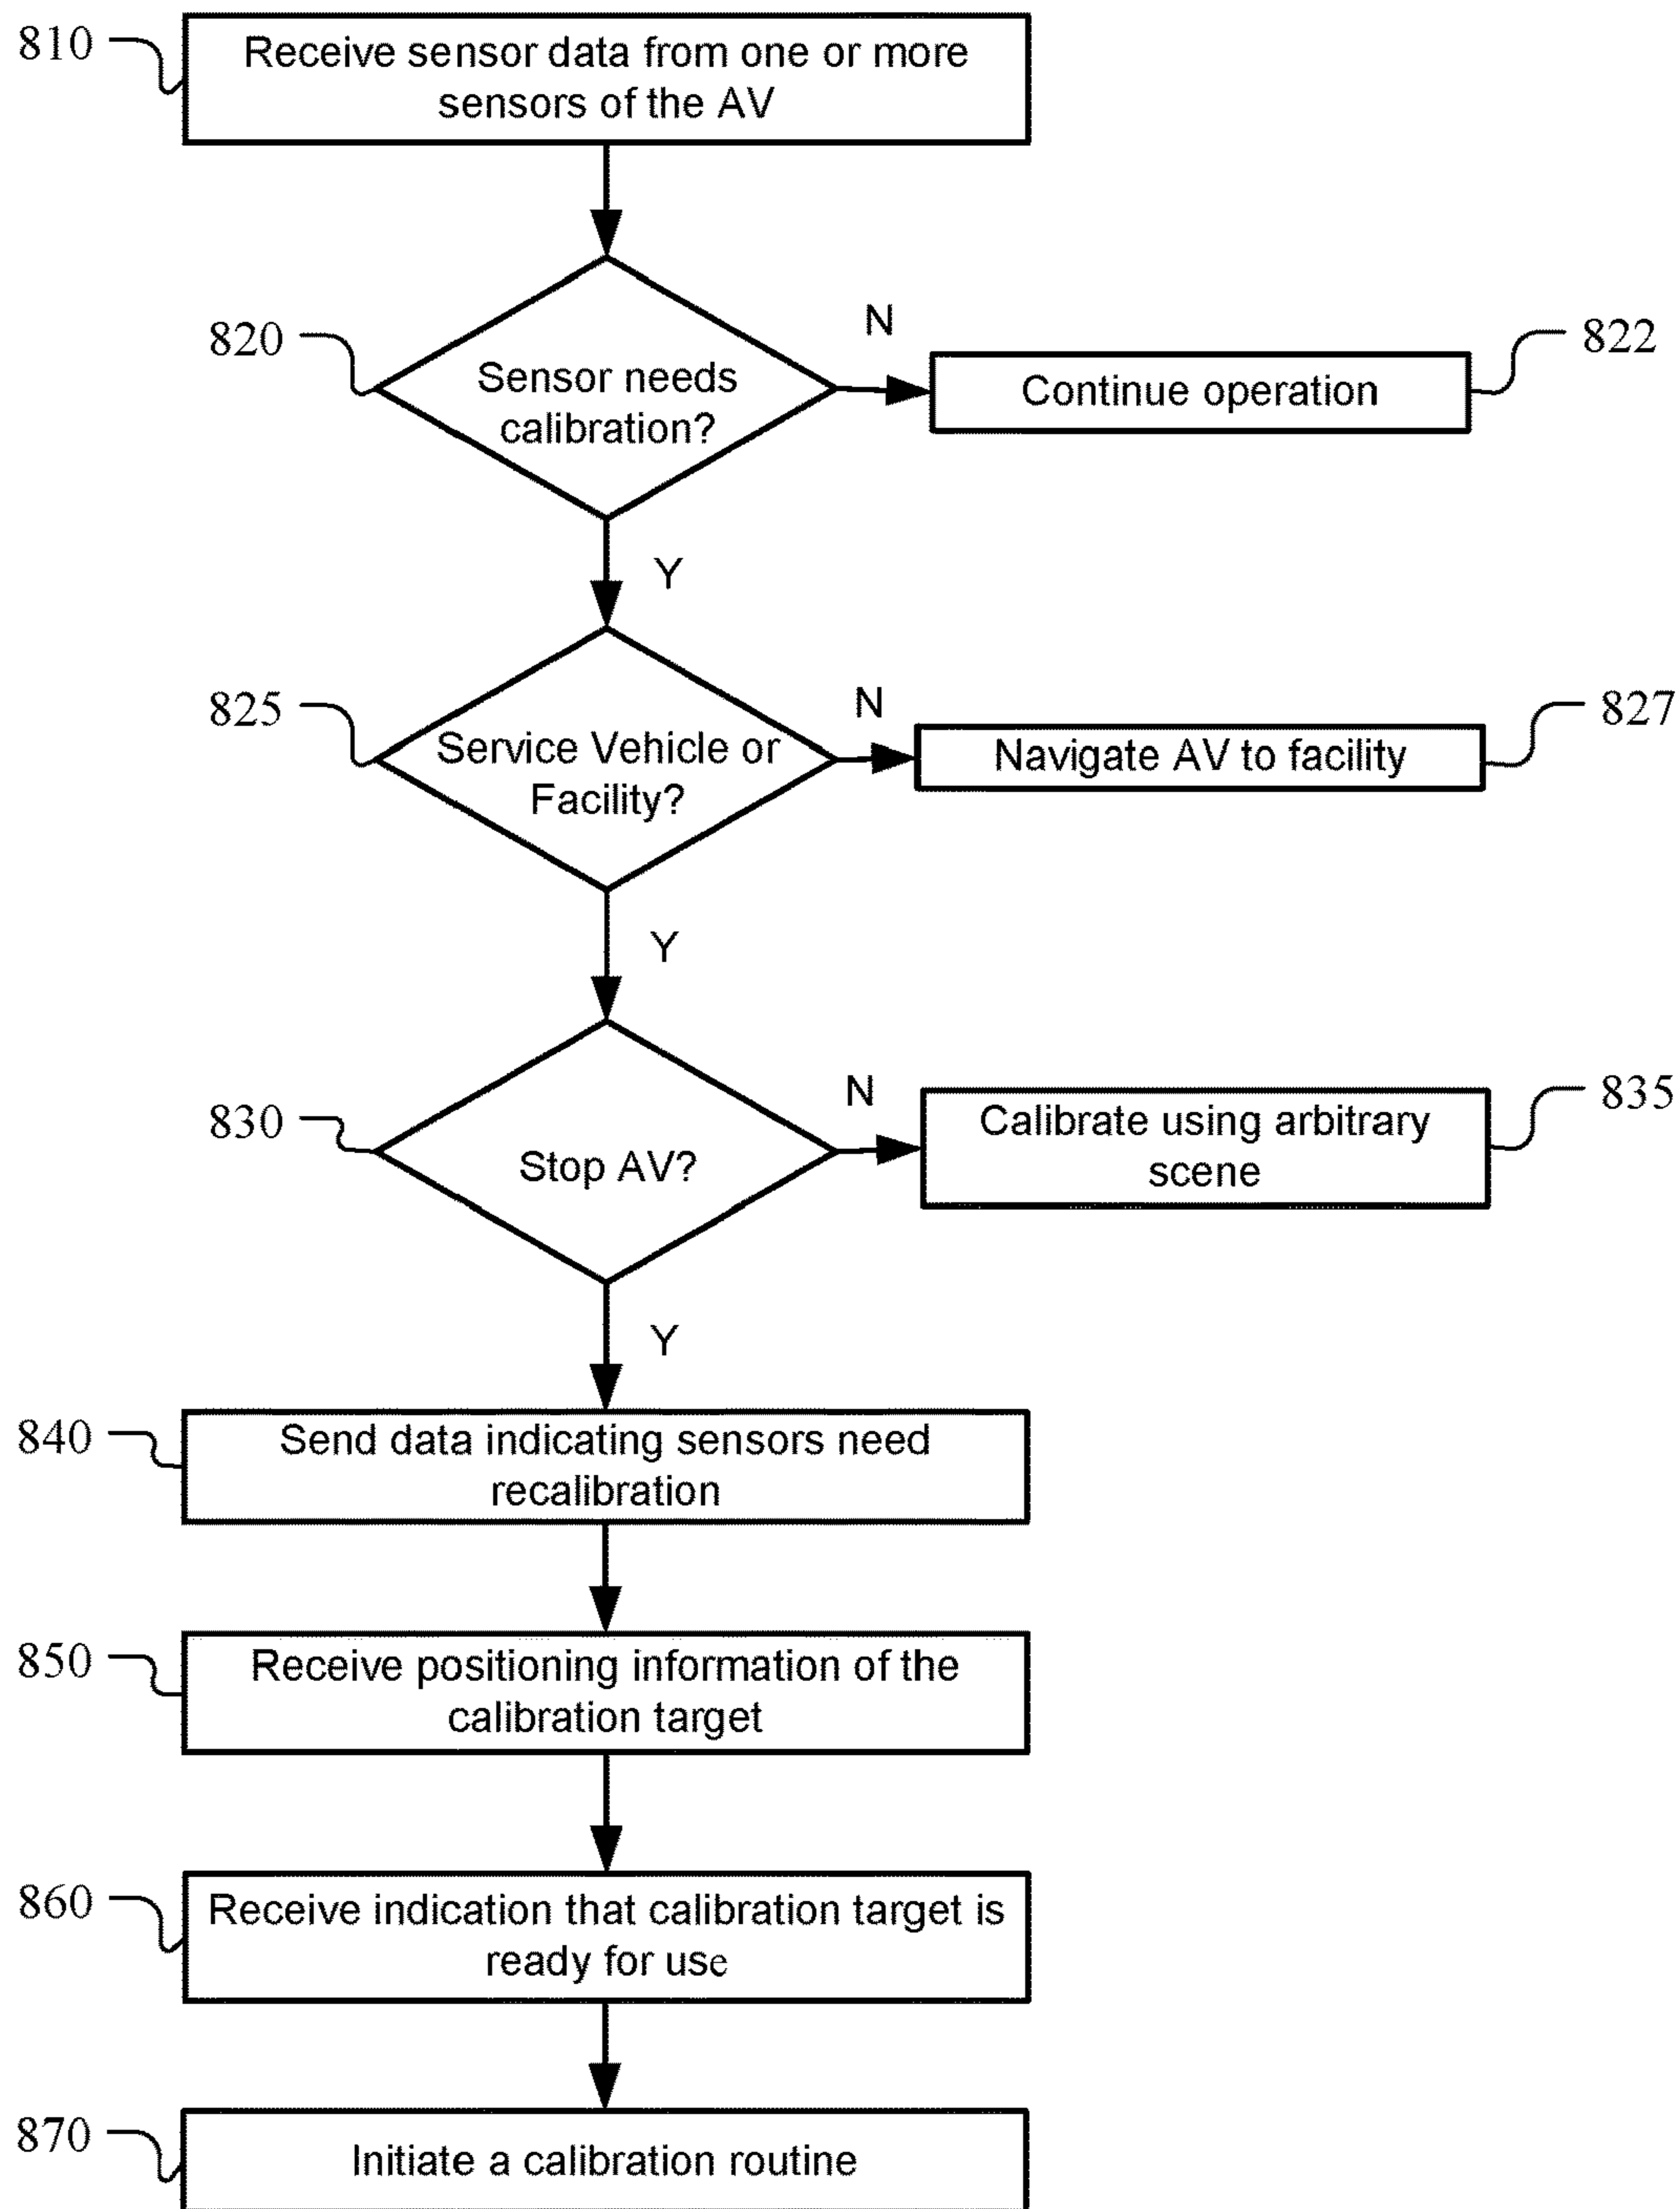 810
Receive sensor data from one or more
sensors of the AV
820
Sensor needs
calibration?
N
Continue operation
822
Y
825
Service Vehicle or
Facility?
N
Navigate AV to facility
827
Y
830
Stop AV?
N
Calibrate using arbitrary
scene
835
Y
840
Send data indicating sensors need
recalibration
850
Receive positioning information of the
calibration target
860
Receive indication that calibration target is
ready for use
870
Initiate a calibration routine